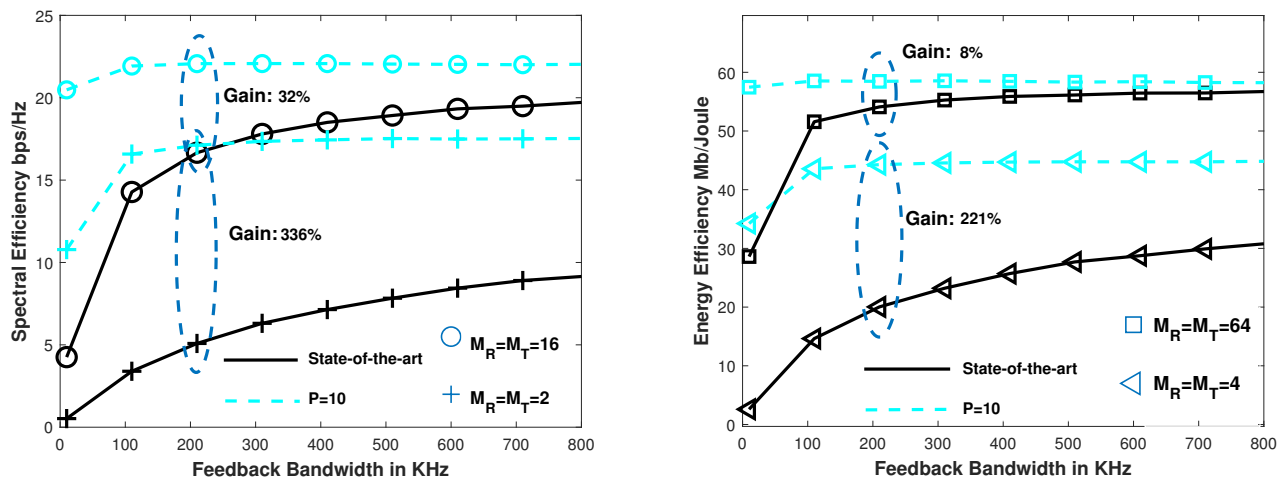 25
20
15
10
5
0
0 100 200 300 400 500 600 700 800
Spectral Efficiency bps/Hz
Feedback Bandwidth in KHz
Gain: 32%
Gain: 336%
State-of-the-art
P=10
M_R=M_T=16
M_R=M_T=2
70
60
50
40
30
20
10
0
0 100 200 300 400 500 600 700 800
Energy Efficiency Mb/Joule
Feedback Bandwidth in KHz
Gain: 8%
Gain: 221%
State-of-the-art
P=10
M_R=M_T=64
M_R=M_T=4